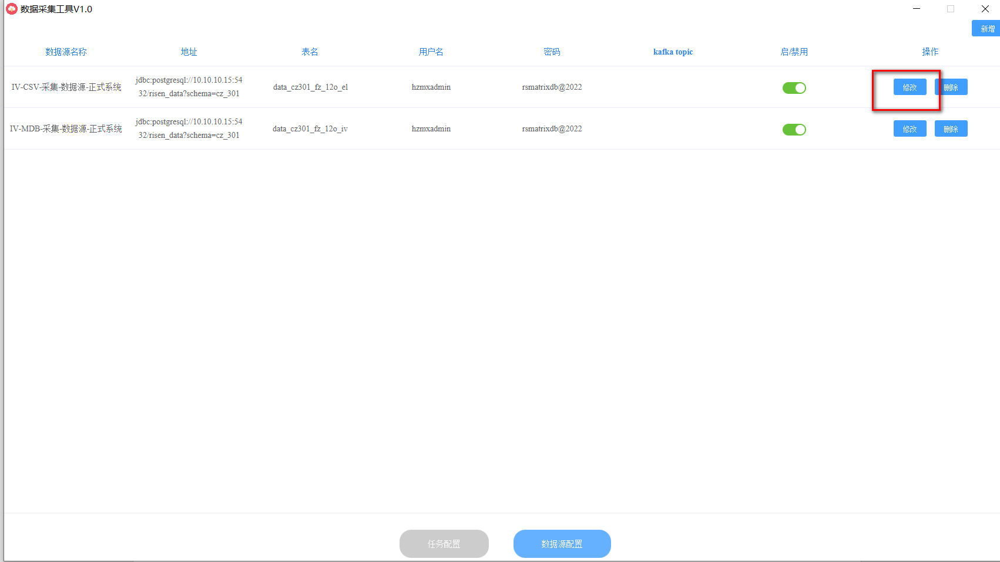 数据采集工具V1.0
新增
数据源名称 地址 表名 用户名 密码 kafka topic 启/禁用 操作
IV-CSV-采集-数据源-正式系统 jdbc:postgresql://10.10.10.15:54 data_cz301_fz_12o_el hzmxadmin rsmatrixdb@2022 修改 删除
32/risen_data?schema=cz_301
IV-MDB-采集-数据源-正式系统 jdbc:postgresql://10.10.10.15:54 data_cz301_fz_12o_iv hzmxadmin rsmatrixdb@2022 修改 删除
32/risen_data?schema=cz_301
任务配置 数据源配置